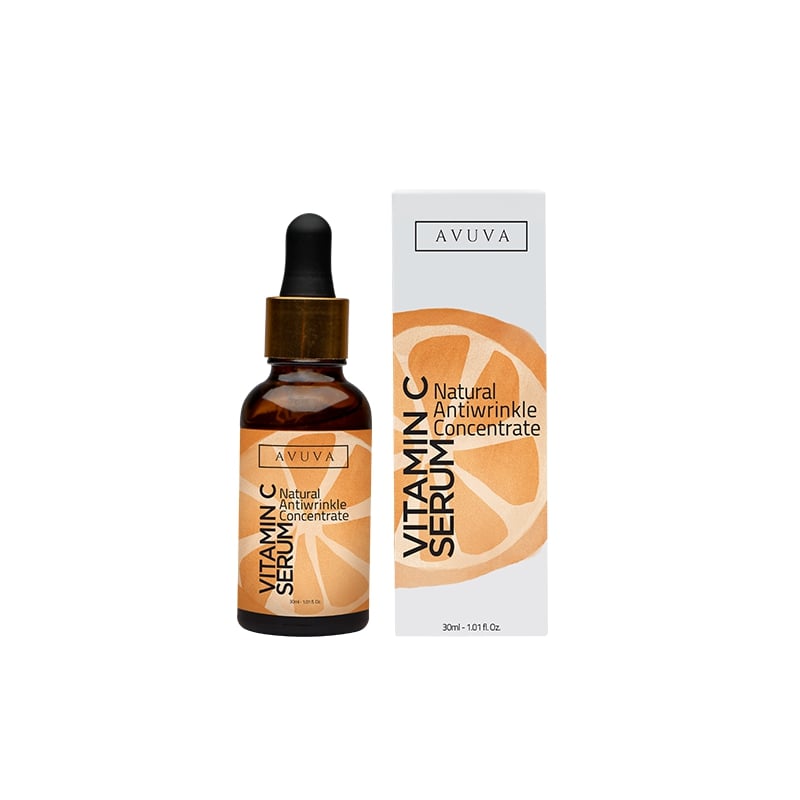 AVUVA
VITAMIN C
SERUM
Natural
Antiwrinkle
Concentrate
30ml - 1.01 fl. Oz.
AVUVA
VITAMIN C
SERUM
Natural
Antiwrinkle
Concentrate
30ml - 1.01 fl. Oz.